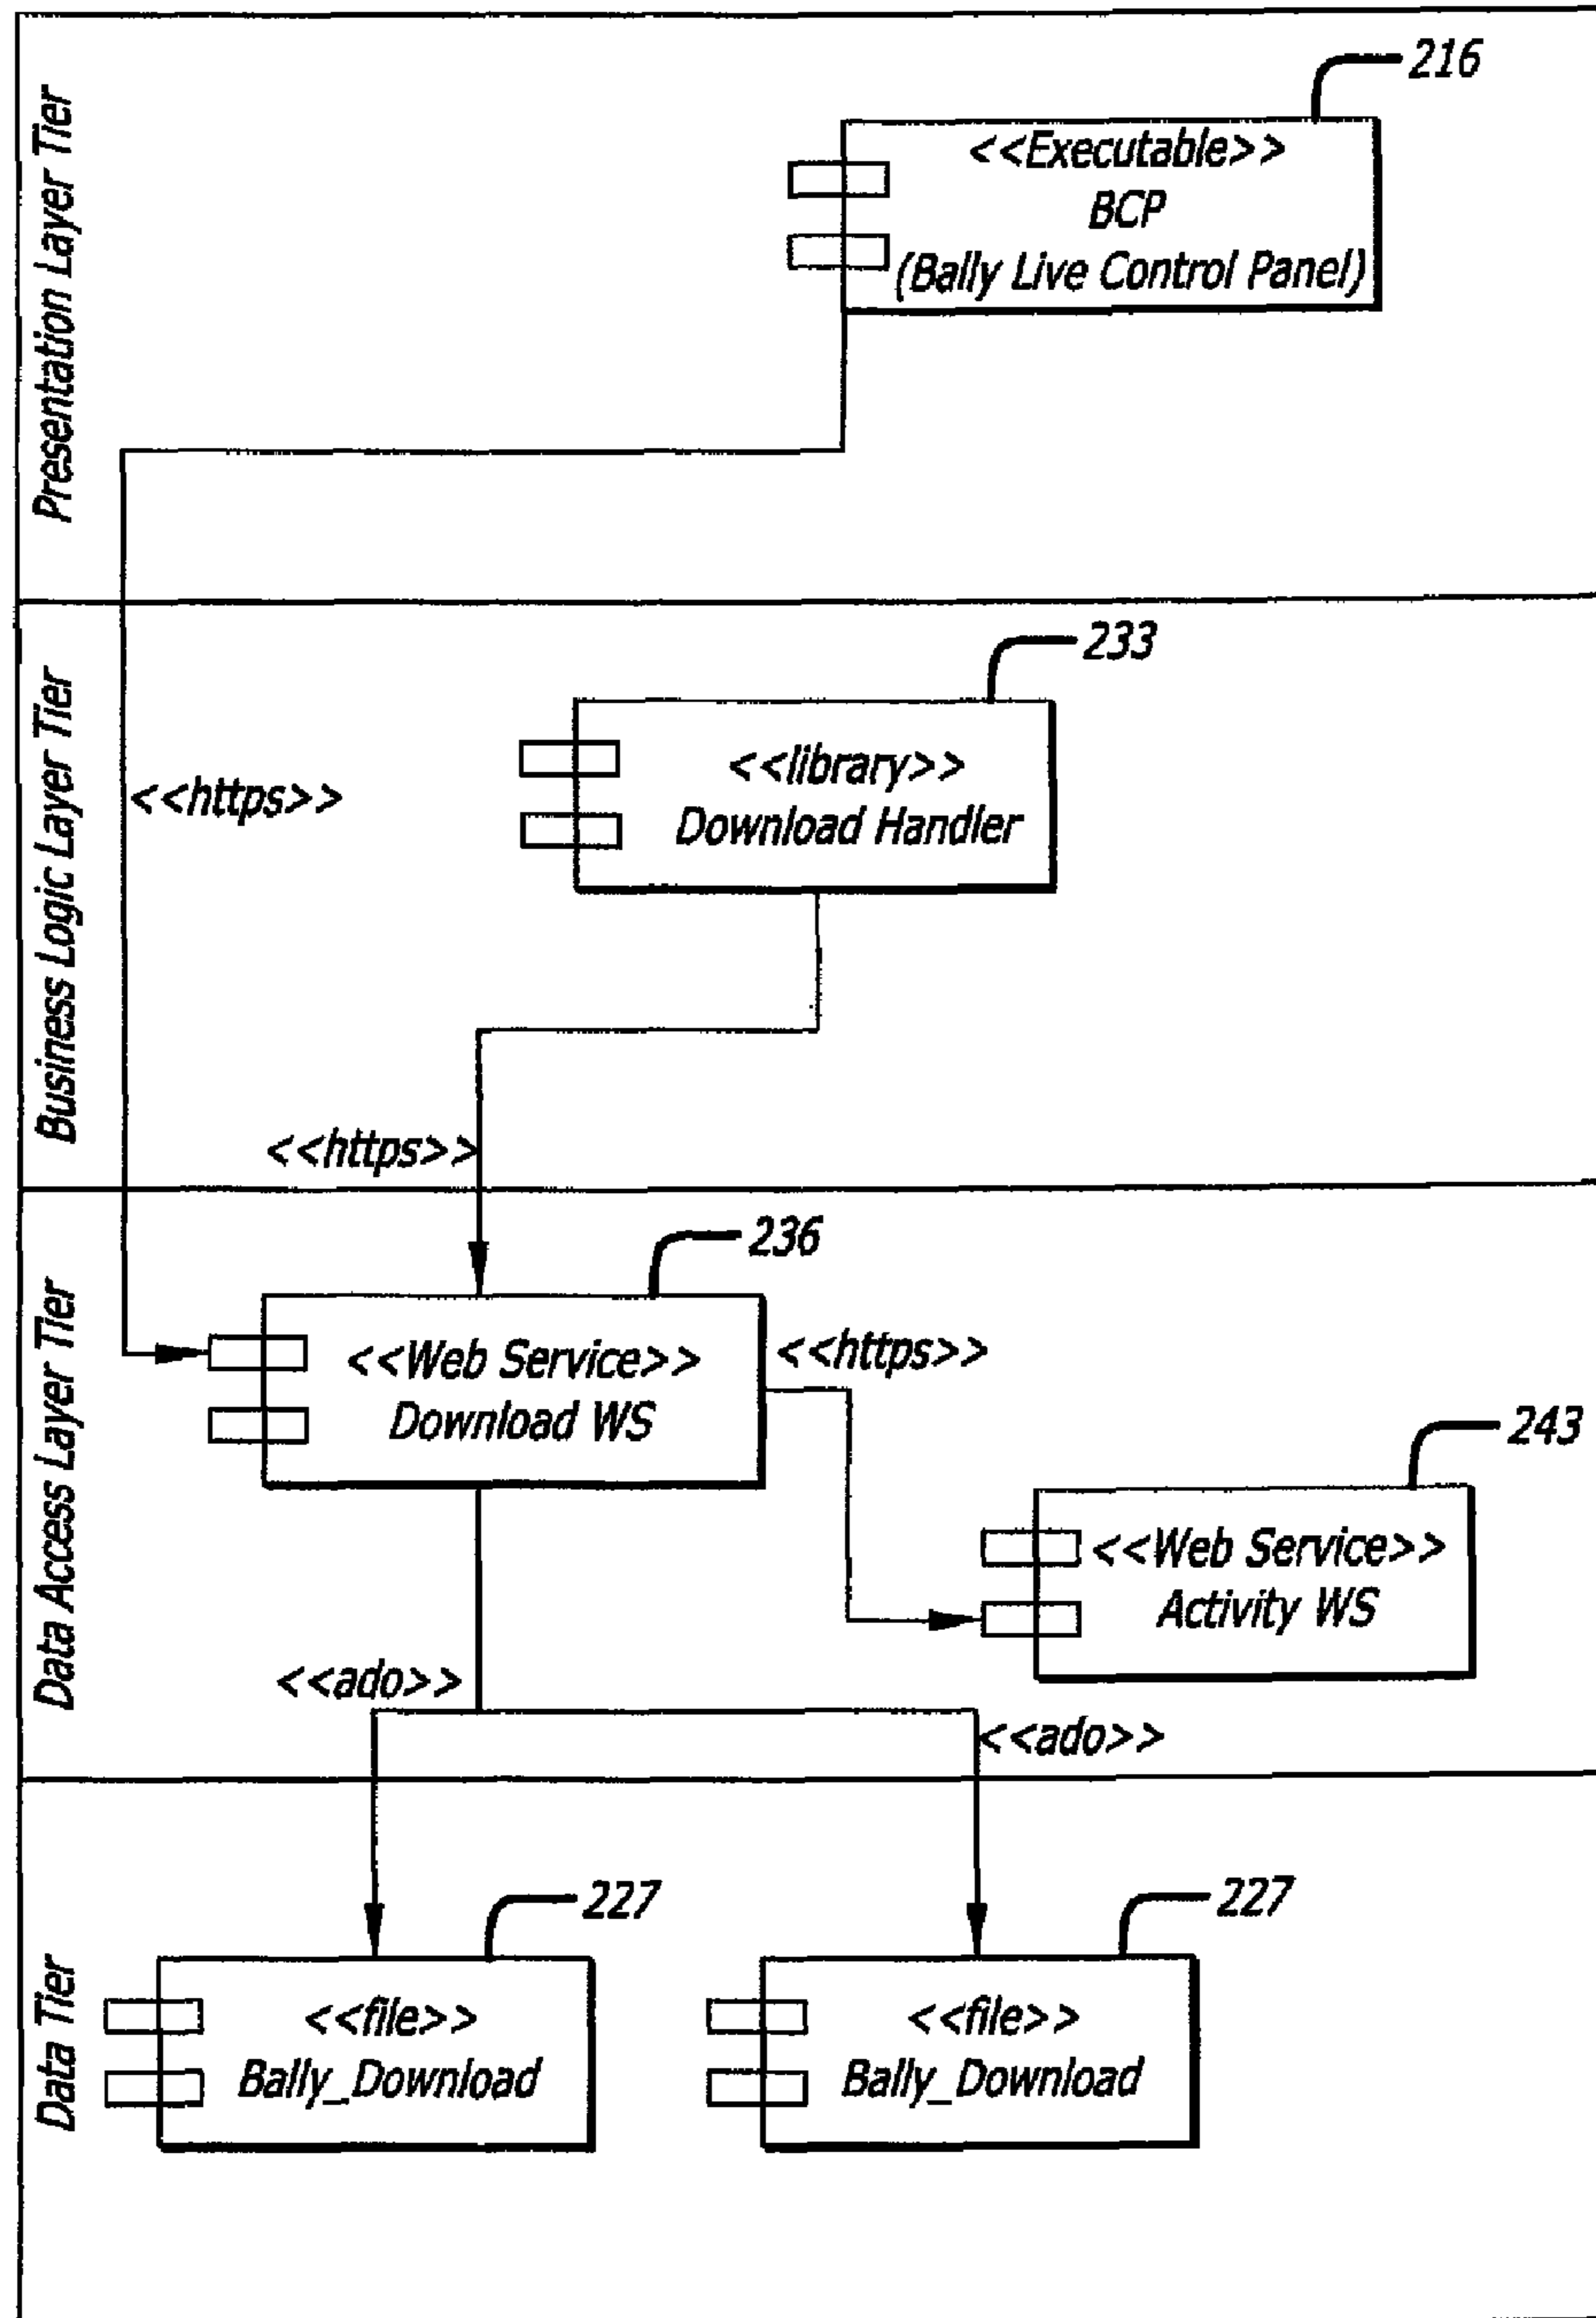 Presentation Layer Tier
216
<<Executable>>
BCP
(Bally Live Control Panel)
Business Logic Layer Tier
233
<<library>>
Download Handler
<<https>>
<<https>>
Data Access Layer Tier
236
<<Web Service>>
Download WS
<<https>>
243
<<Web Service>>
Activity WS
<<ado>>
<<ado>>
Data Tier
227
<<file>>
Bally_Download
227
<<file>>
Bally_Download